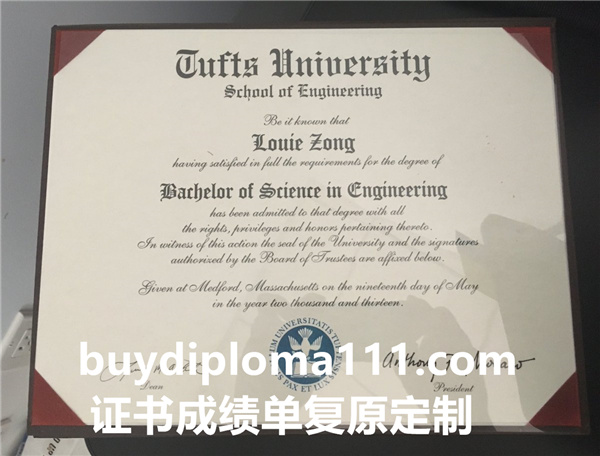 Tufts University
School of Engineering
Be it known that
Louie Zong
having satisfied in full the requirements for the degree of
Bachelor of Science in Engineering
has been admitted to that degree with all
the rights, privileges and honors pertaining thereto.
In witness of this action the seal of the University and the signatures
authorized by the Board of Trustees are affixed below.
Given at Medford, Massachusetts on the nineteenth day of May
in the year two thousand and thirteen.
buydiploma111.com
Dean
President
证书成绩单复原定制